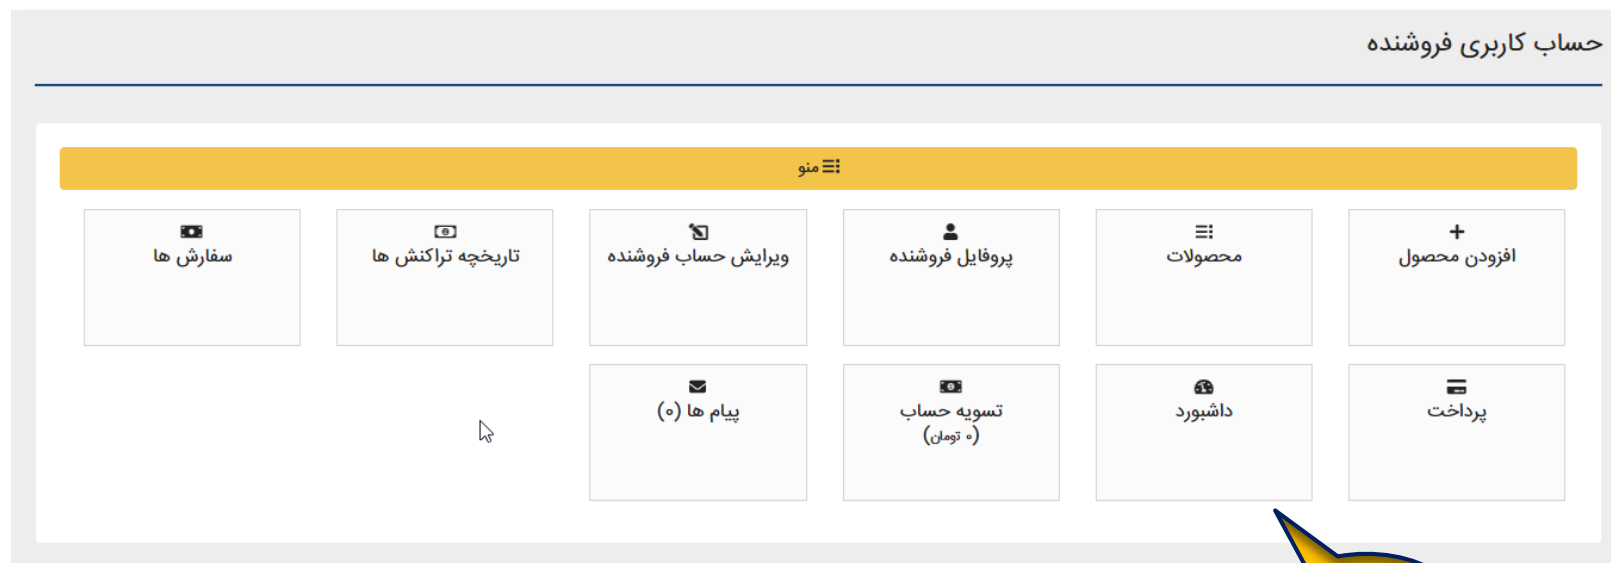 حساب کاربری فروشنده
منو
افزودن محصول
محصولات
پروفایل فروشنده
ویرایش حساب فروشنده
تاریخچه تراکنش ها
سفارش ها
پرداخت
داشبورد
تسویه حساب
(۰ تومان)
پیام ها (۰)